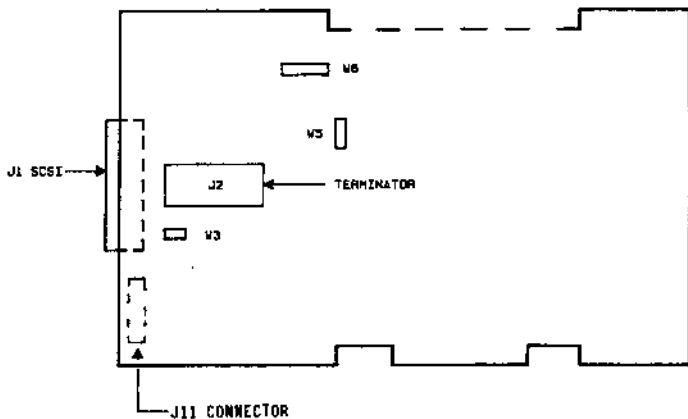 W6
W5
J1 SCSI
J2
TERMINATOR
W3
J11 CONNECTOR